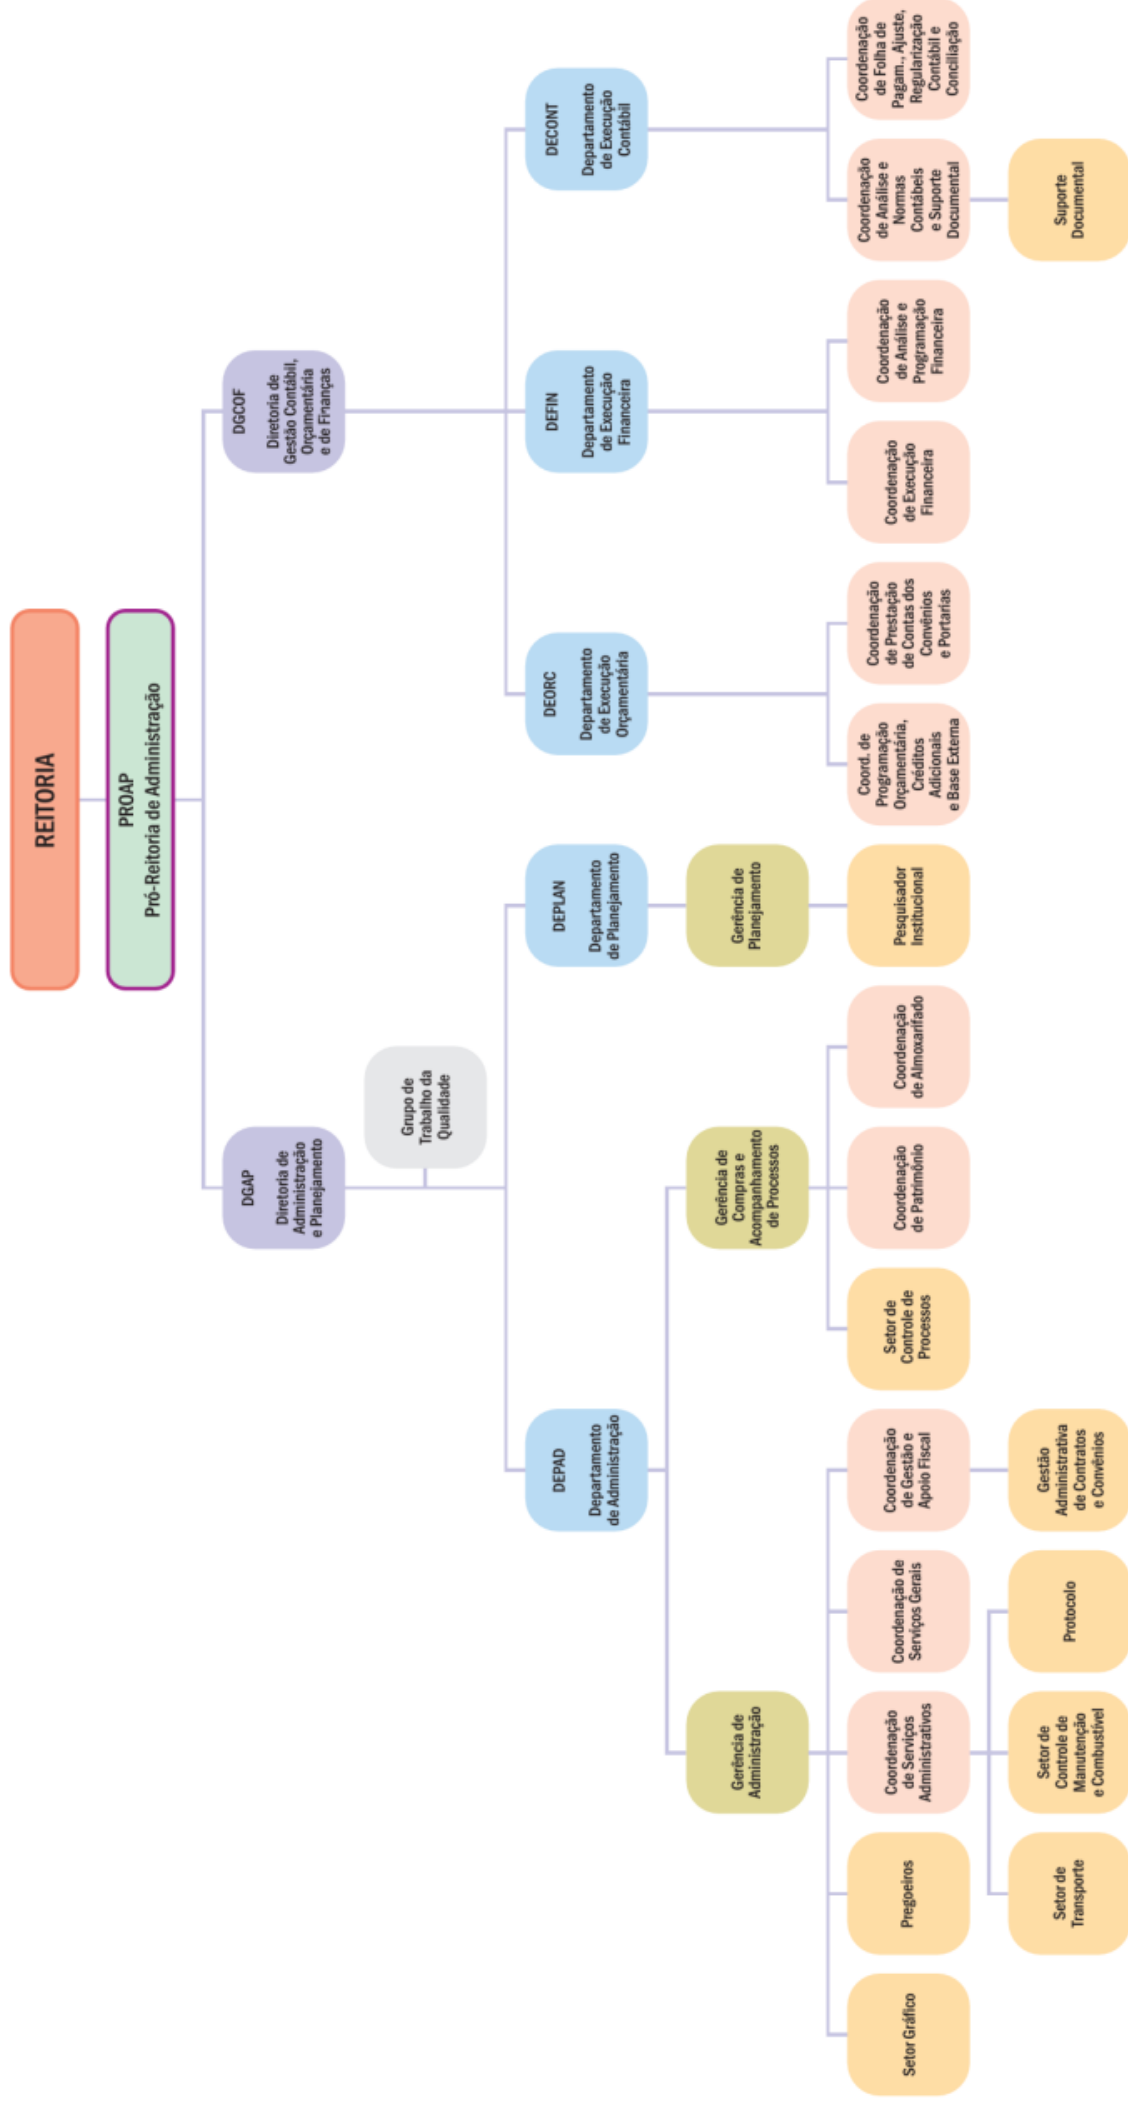 REITORIA
PROAP
Pró-Reitoria de Administração
DGAP
Diretoria de
Administração
e Planejamento
DGCOF
Diretoria de
Gestão Contábil,
Orçamentária
e de Finanças
Grupo de
Trabalho da
Qualidade
DEPAD
Departamento
de Administração
DEPLAN
Departamento
de Planejamento
DEORC
Departamento
de Execução
Orçamentária
DEFIN
Departamento
de Execução
Financeira
DECONT
Departamento
de Execução
Contábil
Gerência de
Administração
Gerência de
Compras e
Acompanhamento
de Processos
Gerência de
Planejamento
Setor Gráfico
Pregoeiros
Coordenação
de Serviços
Administrativos
Coordenação de
Serviços Gerais
Coordenação
de Gestão e
Apoio Fiscal
Setor de
Controle de
Processos
Coordenação
de Patrimônio
Coordenação
de Almoxarifado
Pesquisador
Institucional
Coord. de
Programação
Orçamentária,
Créditos
Adicionais
e Base Externa
Coordenação
de Prestação
de Contas dos
Convênios
e Portarias
Coordenação
de Execução
Financeira
Coordenação
de Análise e
Programação
Financeira
Coordenação
de Análise e
Normas
Contábeis
e Suporte
Documental
Coordenação
de Folha de
Pagam., Ajuste,
Regularização
Contábil e
Conciliação
Setor de
Transporte
Setor de
Controle de
Manutenção
e Combustível
Protocolo
Gestão
Administrativa
de Contratos
e Convênios
Suporte
Documental